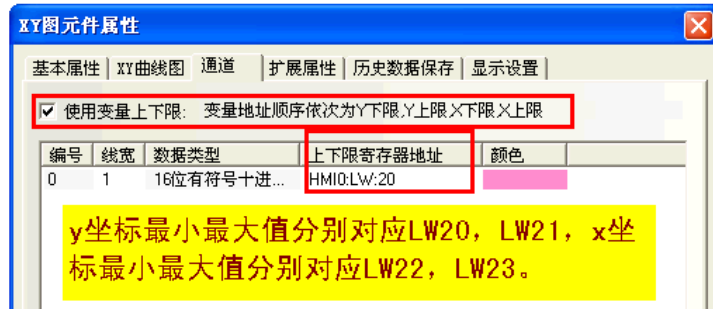 XY图元件属性
基本属性 XY曲线图 通道 扩展属性 历史数据保存 显示设置
使用变量上下限: 变量地址顺序依次为Y下限,Y上限,X下限,X上限
编号 线宽 数据类型 上下限寄存器地址 颜色
0 1 16位有符号十进... HMI0:LW:20
y坐标最小最大值分别对应LW20，LW21，x坐
标最小最大值分别对应LW22，LW23。